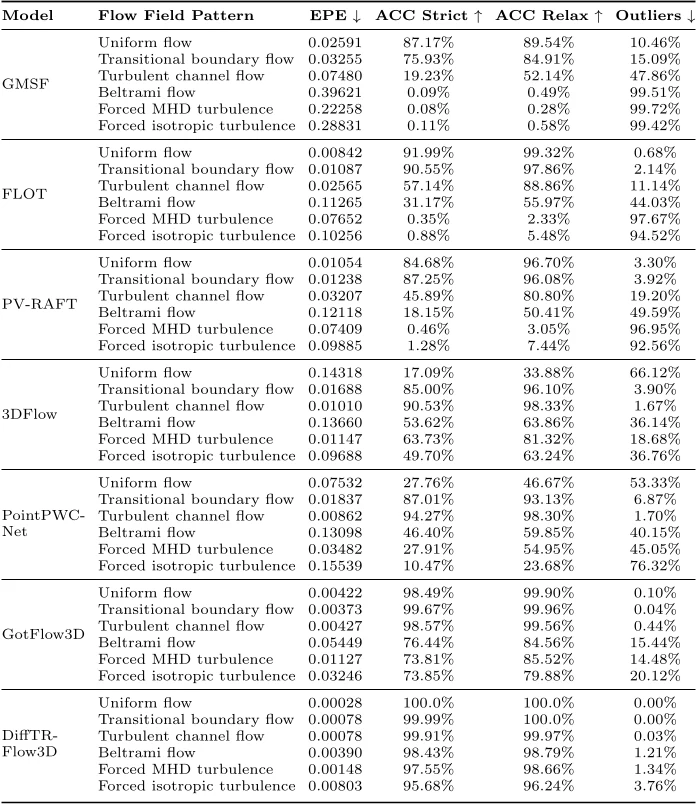 Model Flow Field Pattern EPE ↓ ACC Strict ↑ ACC Relax ↑ Outliers ↓
GMSF
Uniform flow 0.02591 87.17% 89.54% 10.46%
Transitional boundary flow 0.03255 75.93% 84.91% 15.09%
Turbulent channel flow 0.07480 19.23% 52.14% 47.86%
Beltrami flow 0.39621 0.09% 0.49% 99.51%
Forced MHD turbulence 0.22258 0.08% 0.28% 99.72%
Forced isotropic turbulence 0.28831 0.11% 0.58% 99.42%
FLOT
Uniform flow 0.00842 91.99% 99.32% 0.68%
Transitional boundary flow 0.01087 90.55% 97.86% 2.14%
Turbulent channel flow 0.02565 57.14% 88.86% 11.14%
Beltrami flow 0.11265 31.17% 55.97% 44.03%
Forced MHD turbulence 0.07652 0.35% 2.33% 97.67%
Forced isotropic turbulence 0.10256 0.88% 5.48% 94.52%
PV-RAFT
Uniform flow 0.01054 84.68% 96.70% 3.30%
Transitional boundary flow 0.01238 87.25% 96.08% 3.92%
Turbulent channel flow 0.03207 45.89% 80.80% 19.20%
Beltrami flow 0.12118 18.15% 50.41% 49.59%
Forced MHD turbulence 0.07409 0.46% 3.05% 96.95%
Forced isotropic turbulence 0.09885 1.28% 7.44% 92.56%
3DFlow
Uniform flow 0.14318 17.09% 33.88% 66.12%
Transitional boundary flow 0.01688 85.00% 96.10% 3.90%
Turbulent channel flow 0.01010 90.53% 98.33% 1.67%
Beltrami flow 0.13660 53.62% 63.86% 36.14%
Forced MHD turbulence 0.01147 63.73% 81.32% 18.68%
Forced isotropic turbulence 0.09688 49.70% 63.24% 36.76%
PointPWC-
Net
Uniform flow 0.07532 27.76% 46.67% 53.33%
Transitional boundary flow 0.01837 87.01% 93.13% 6.87%
Turbulent channel flow 0.00862 94.27% 98.30% 1.70%
Beltrami flow 0.13098 46.40% 59.85% 40.15%
Forced MHD turbulence 0.03482 27.91% 54.95% 45.05%
Forced isotropic turbulence 0.15539 10.47% 23.68% 76.32%
GotFlow3D
Uniform flow 0.00422 98.49% 99.90% 0.10%
Transitional boundary flow 0.00373 99.67% 99.96% 0.04%
Turbulent channel flow 0.00427 98.57% 99.56% 0.44%
Beltrami flow 0.05449 76.44% 84.56% 15.44%
Forced MHD turbulence 0.01127 73.81% 85.52% 14.48%
Forced isotropic turbulence 0.03246 73.85% 79.88% 20.12%
DiffTR-
Flow3D
Uniform flow 0.00028 100.0% 100.0% 0.00%
Transitional boundary flow 0.00078 99.99% 100.0% 0.00%
Turbulent channel flow 0.00078 99.91% 99.97% 0.03%
Beltrami flow 0.00390 98.43% 98.79% 1.21%
Forced MHD turbulence 0.00148 97.55% 98.66% 1.34%
Forced isotropic turbulence 0.00803 95.68% 96.24% 3.76%